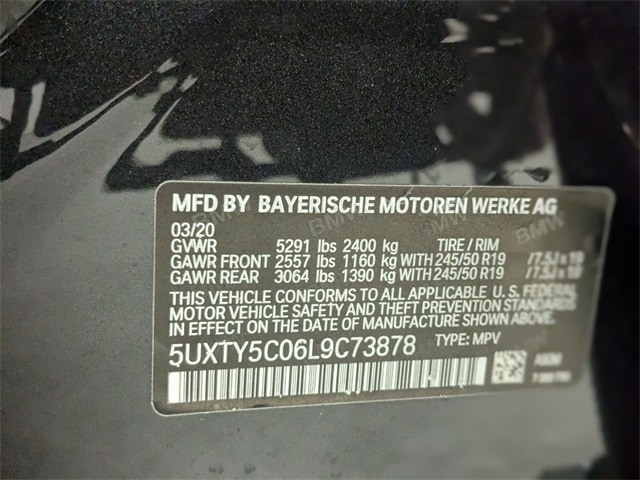 MFD BY BAYERISCHE MOTOREN WERKE AG
03/20
GVWR 5291 lbs 2400 kg TIRE / RIM
GAWR FRONT 2557 lbs 1160 kg WITH 245/50 R19 /7.5J x 19
GAWR REAR 3064 lbs 1390 kg WITH 245/50 R19 /7.5J x
THIS VEHICLE CONFORMS TO ALL APPLICABLE U. S. FEDERAL
MOTOR VEHICLE SAFETY AND THEFT PREVENTION STANDARDS
IN EFFECT ON THE DATE OF MANUFACTURE SHOWN ABOVE.
5UXTY5C06L9C73878 TYPE: MPV